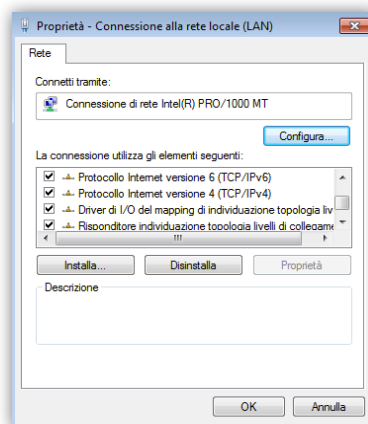 Proprietà - Connessione alla rete locale (LAN)
Rete
Connetti tramite:
Connessione di rete Intel(R) PRO/1000 MT
Configura...
La connessione utilizza gli elementi seguenti:
Protocollo Internet versione 6 (TCP/IPv6)
Protocollo Internet versione 4 (TCP/IPv4)
Driver di I/O del mapping di individuazione topologia liv
Risponditore individuazione topologia livelli di collegame
Installa...
Disinstalla
Proprietà
Descrizione
OK
Annulla